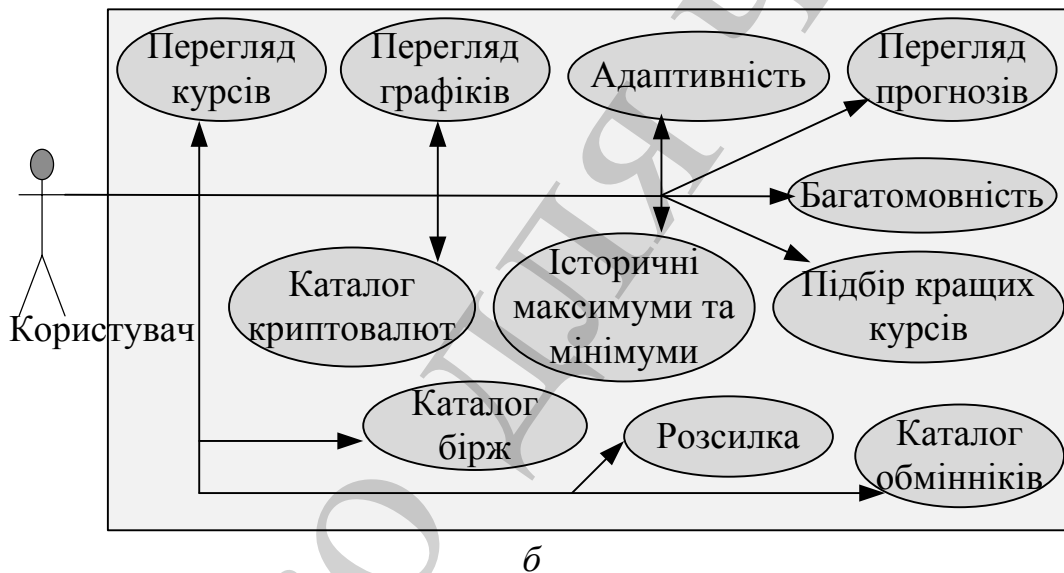 Перегляд
курсів
Перегляд
графіків
Адаптивність
Перегляд
прогнозів
Багатомовність
Користувач
Каталог
криптовалют
Історичні
максимуми та
мінімуми
Підбір кращих
курсів
Каталог
бірж
Розсилка
Каталог
обмінників
б